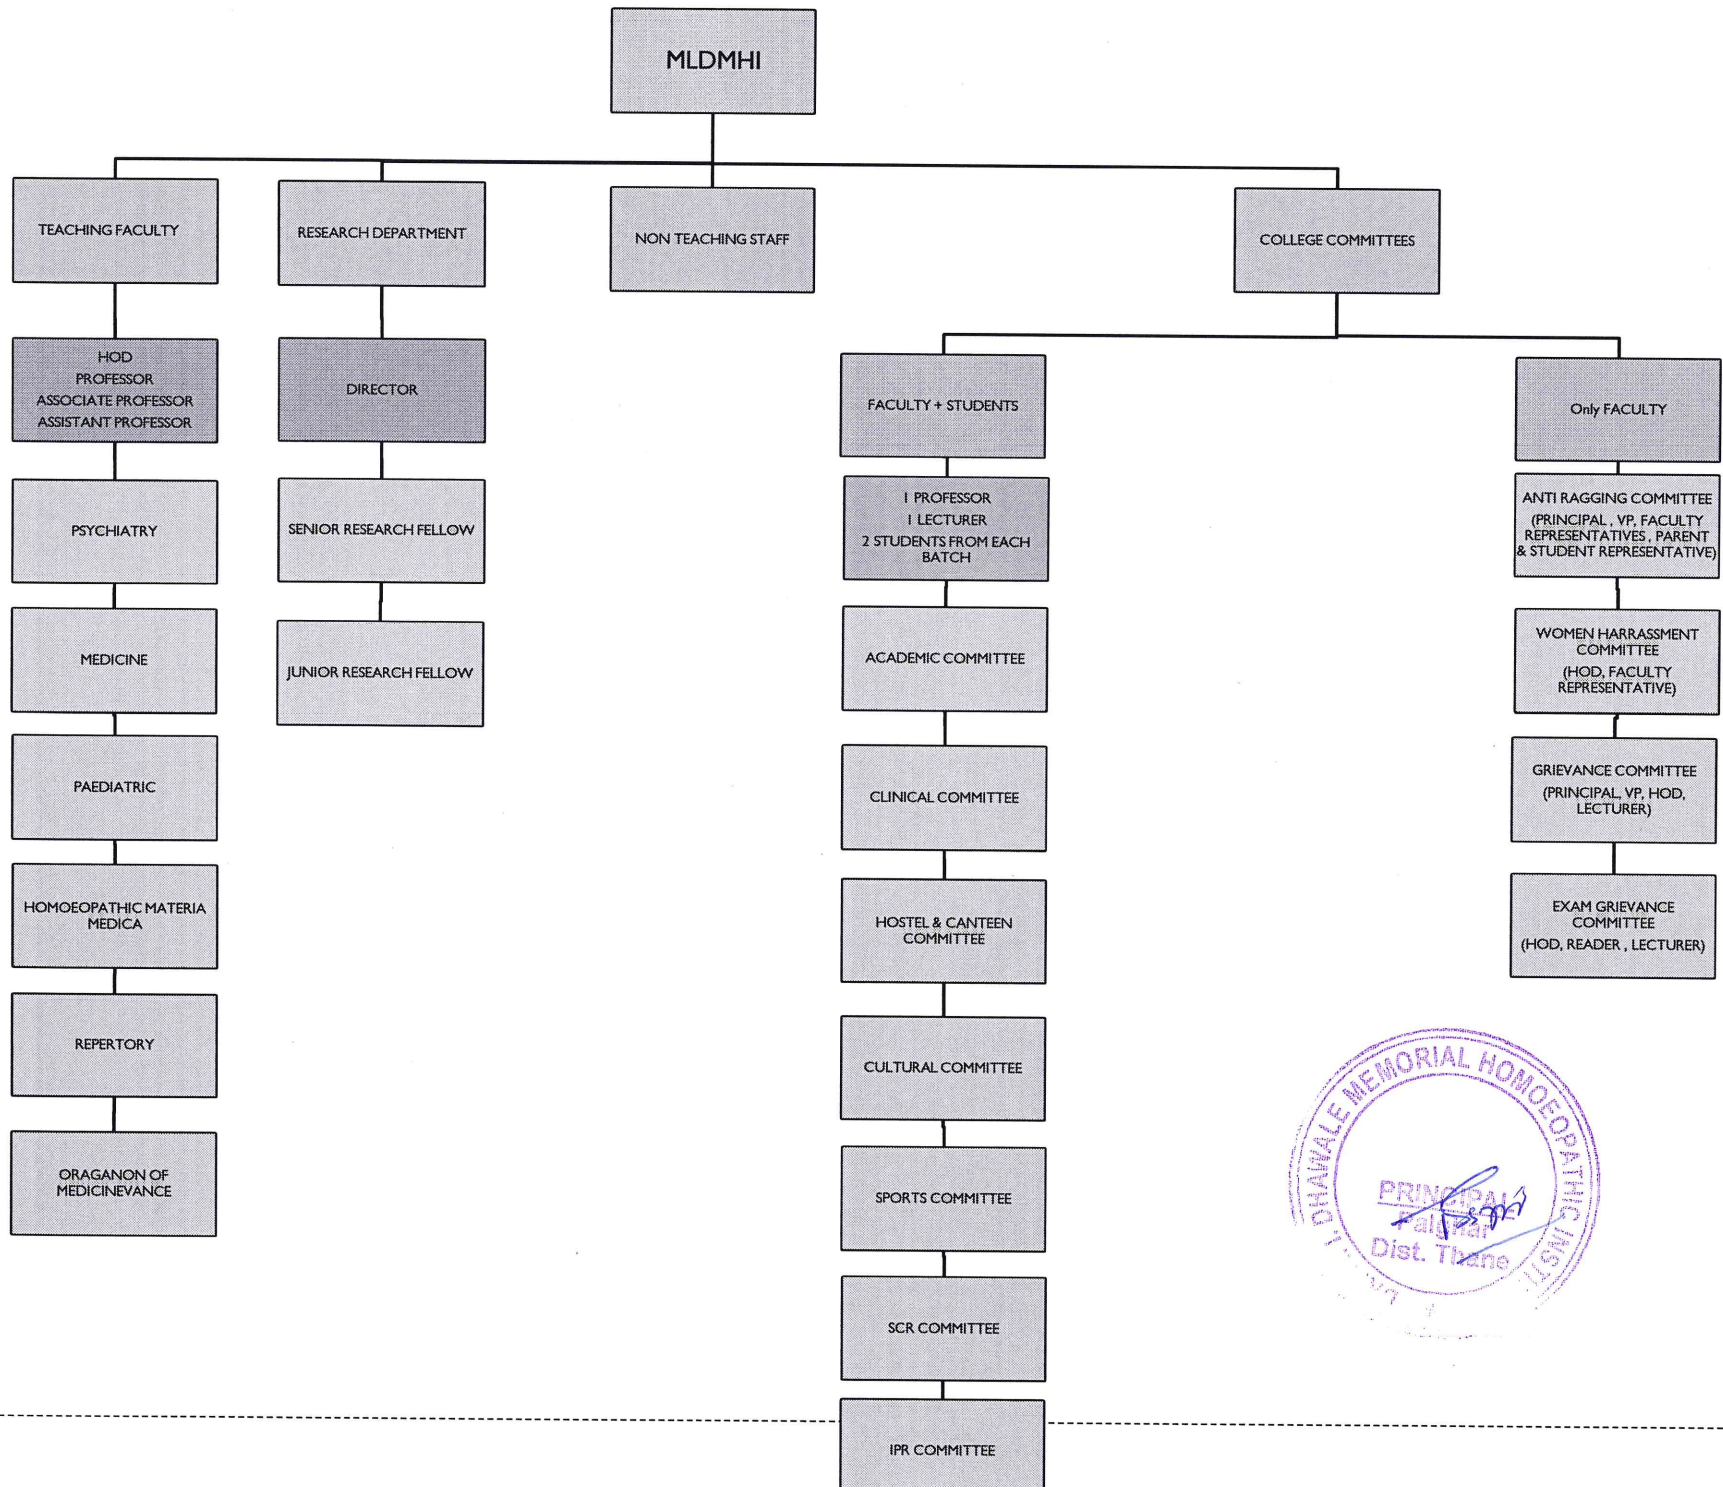 MLDMHI
TEACHING FACULTY
RESEARCH DEPARTMENT
NON TEACHING STAFF
COLLEGE COMMITTEES
HOD
PROFESSOR
ASSOCIATE PROFESSOR
ASSISTANT PROFESSOR
PSYCHIATRY
MEDICINE
PAEDIATRIC
HOMOEOPATHIC MATERIA
MEDICA
REPERTORY
ORAGANON OF
MEDICINEVANCE
DIRECTOR
SENIOR RESEARCH FELLOW
JUNIOR RESEARCH FELLOW
FACULTY + STUDENTS
1 PROFESSOR
1 LECTURER
2 STUDENTS FROM EACH
BATCH
ACADEMIC COMMITTEE
CLINICAL COMMITTEE
HOSTEL & CANTEEN
COMMITTEE
CULTURAL COMMITTEE
SPORTS COMMITTEE
SCR COMMITTEE
IPR COMMITTEE
Only FACULTY
ANTI RAGGING COMMITTEE
(PRINCIPAL , VP, FACULTY
REPRESENTATIVES , PARENT
& STUDENT REPRESENTATIVE)
WOMEN HARRASSMENT
COMMITTEE
(HOD, FACULTY
REPRESENTATIVE)
GRIEVANCE COMMITTEE
(PRINCIPAL, VP, HOD,
LECTURER)
EXAM GRIEVANCE
COMMITTEE
(HOD, READER , LECTURER)
DHAWALE MEMORIAL HOMOEOPATHIC INSTI
PRINCIPAL
Palghar
Dist. Thane